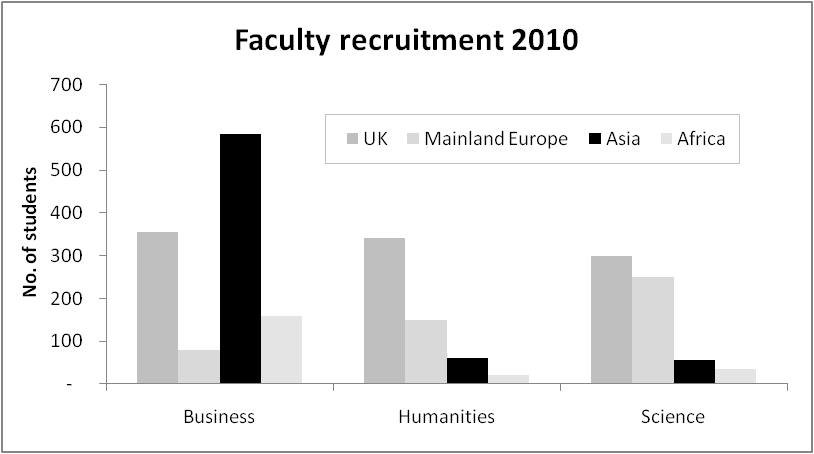 Faculty recruitment 2010
700
600
500
400
300
200
100
-
No. of students
UK Mainland Europe Asia Africa
Business Humanities Science